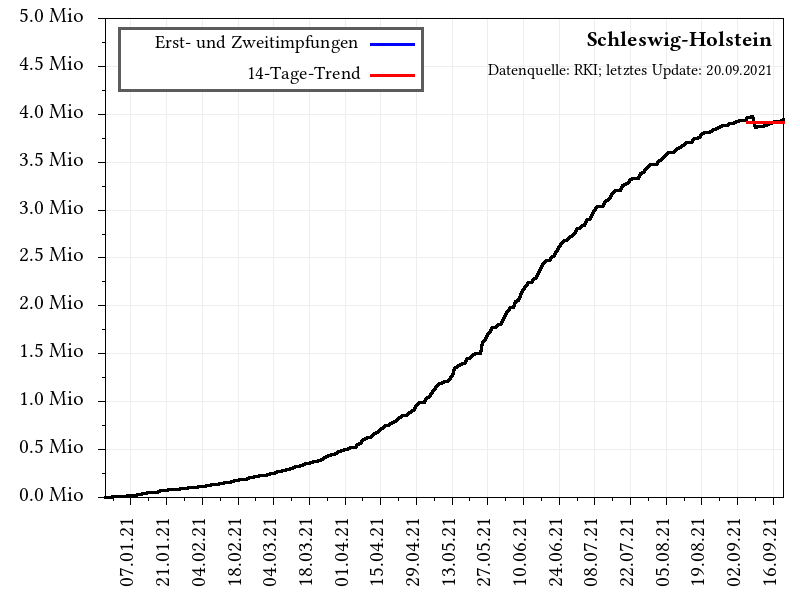 5.0 Mio
4.5 Mio
4.0 Mio
3.5 Mio
3.0 Mio
2.5 Mio
2.0 Mio
1.5 Mio
1.0 Mio
0.5 Mio
0.0 Mio
Erst- und Zweitimpfungen
14-Tage-Trend
Schleswig-Holstein
Datenquelle: RKI; letztes Update: 20.09.2021
07.01.21
21.01.21
04.02.21
18.02.21
04.03.21
18.03.21
01.04.21
15.04.21
29.04.21
13.05.21
27.05.21
10.06.21
24.06.21
08.07.21
22.07.21
05.08.21
19.08.21
02.09.21
16.09.21